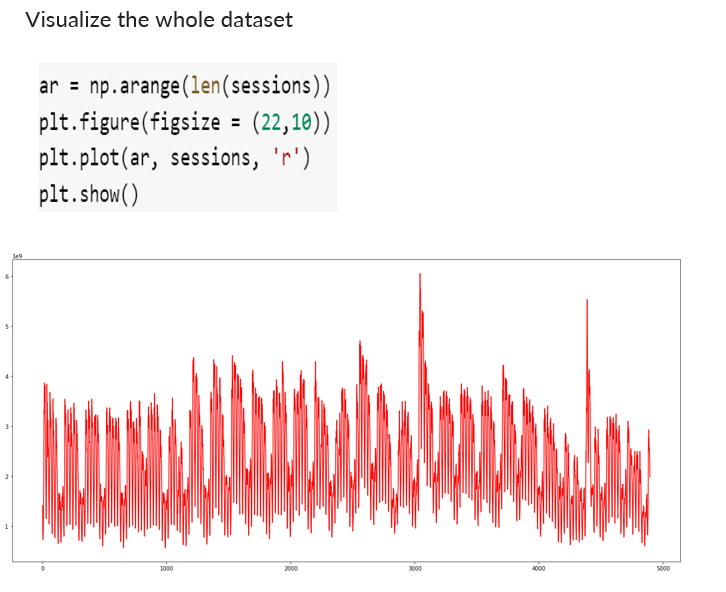 Visualize the whole dataset
ar = np.arange(len(sessions))
plt.figure(figsize = (22,10))
plt.plot(ar, sessions, 'r')
plt.show()
1e9
6
5
4
3
2
1
0 1000 2000 3000 4000 5000